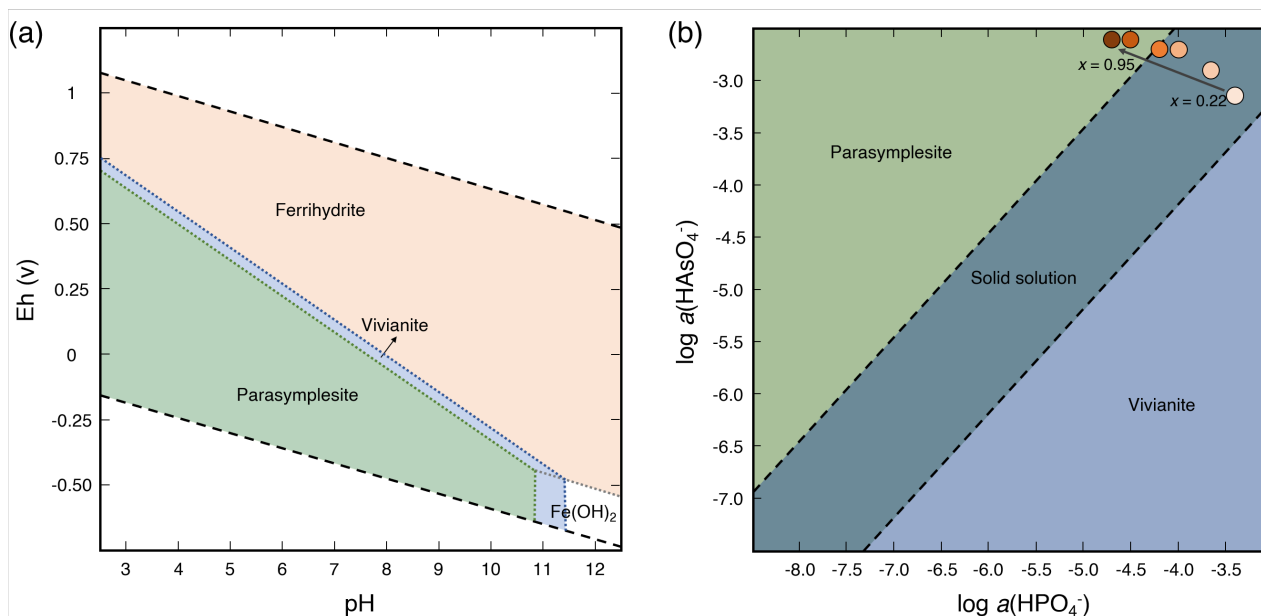 (a)
Eh (v)
1
0.75
0.50
0.25
0
-0.25
-0.50
Ferrihydrite
Vivianite
Parasymplesite
Fe(OH)2
3 4 5 6 7 8 9 10 11 12
pH
(b)
log a(HAsO4-)
-3.0
-3.5
-4.0
-4.5
-5.0
-5.5
-6.0
-6.5
-7.0
x = 0.95
x = 0.22
Parasymplesite
Solid solution
Vivianite
-8.0 -7.5 -7.0 -6.5 -6.0 -5.5 -5.0 -4.5 -4.0 -3.5
log a(HPO4-)